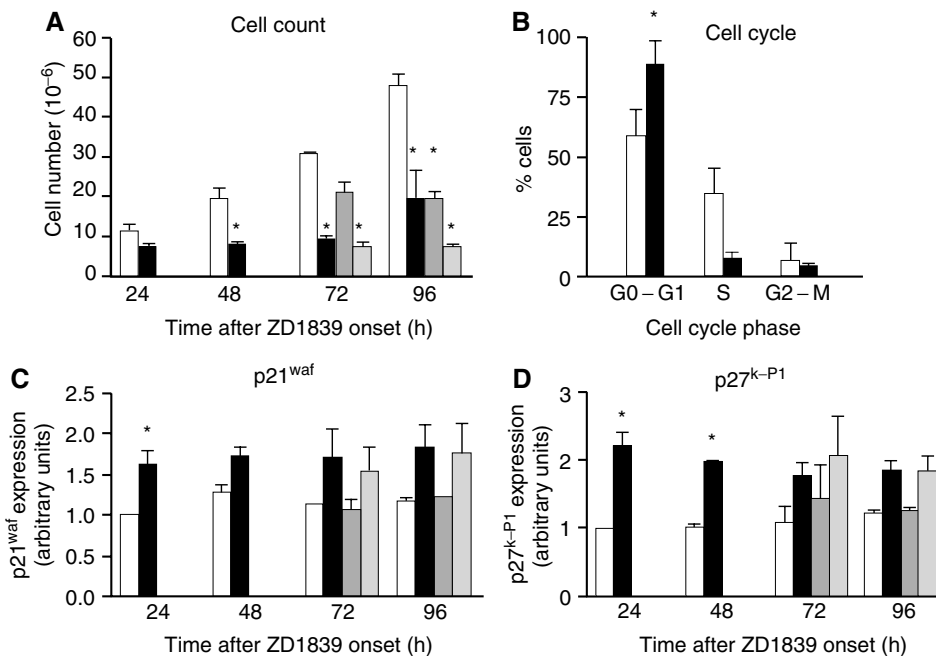 A
Cell count
Cell number (10⁻⁶)
60
50
40
30
20
10
0
* * * * * *
24 48 72 96
Time after ZD1839 onset (h)
B
Cell cycle
% cells
100
75
50
25
0
*
G0 – G1 S G2 – M
Cell cycle phase
C
p21ʷᵃᶠ
p21ʷᵃᶠ expression
(arbitrary units)
2.5
2.0
1.5
1.0
0.5
0.0
*
24 48 72 96
Time after ZD1839 onset (h)
D
p27ᵏ⁻ᴾ¹
p27ᵏ⁻ᴾ¹ expression
(arbitrary units)
3
2
1
0
* *
24 48 72 96
Time after ZD1839 onset (h)